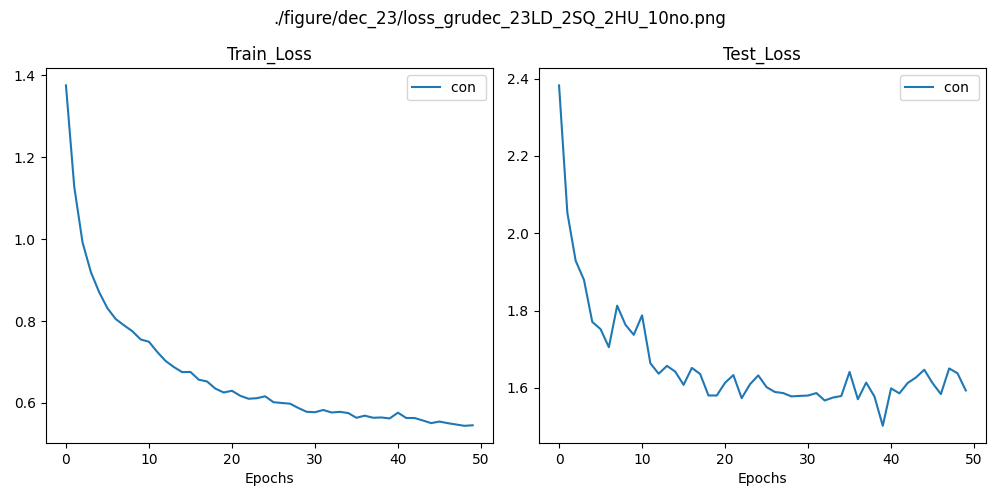 ./figure/dec_23/loss_grudec_23LD_2SQ_2HU_10no.png
Train_Loss
Test_Loss
con
con
1.4
1.2
1.0
0.8
0.6
2.4
2.2
2.0
1.8
1.6
0 10 20 30 40 50
0 10 20 30 40 50
Epochs
Epochs